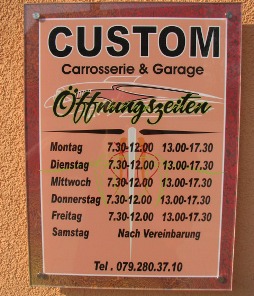 CUSTOM
Carrosserie & Garage
Öffnungszeiten
Montag 7.30-12.00 13.00-17.30
Dienstag 7.30-12.00 13.00-17.30
Mittwoch 7.30-12.00 13.00-17.30
Donnerstag 7.30-12.00 13.00-17.30
Freitag 7.30-12.00 13.00-17.30
Samstag Nach Vereinbarung
Tel. 079.280.37.10